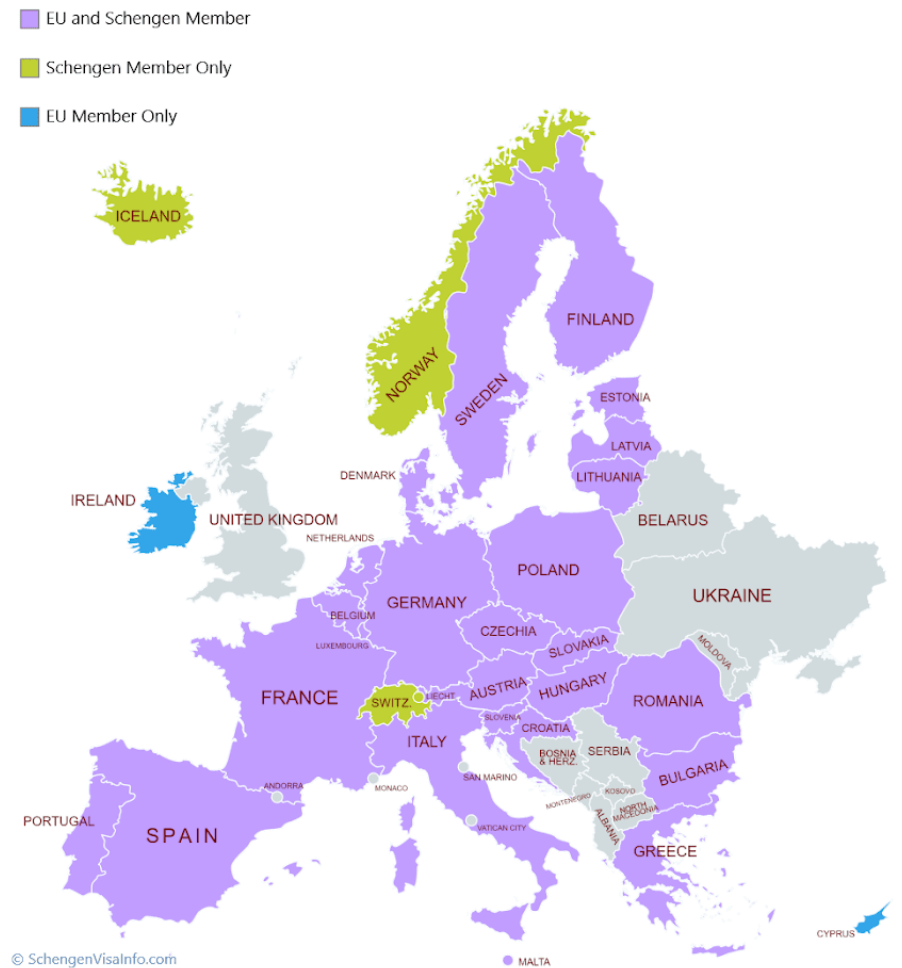 EU and Schengen Member
Schengen Member Only
EU Member Only
ICELAND
FINLAND
NORWAY
SWEDEN
ESTONIA
LATVIA
LITHUANIA
DENMARK
IRELAND
UNITED KINGDOM
BELARUS
NETHERLANDS
POLAND
UKRAINE
GERMANY
BELGIUM
CZECHIA
LUXEMBOURG
SLOVAKIA
MOLDOVA
FRANCE
SWITZ.
LIECHT
AUSTRIA
HUNGARY
ROMANIA
SLOVENIA
CROATIA
ITALY
BOSNIA
& HERZ.
SERBIA
BULGARIA
SAN MARINO
ANDORRA
MONACO
KOSOVO
MONTENEGRO
NORTH
MACEDONIA
ALBANIA
PORTUGAL
SPAIN
VATICAN CITY
GREECE
CYPRUS
MALTA
© SchengenVisaInfo.com